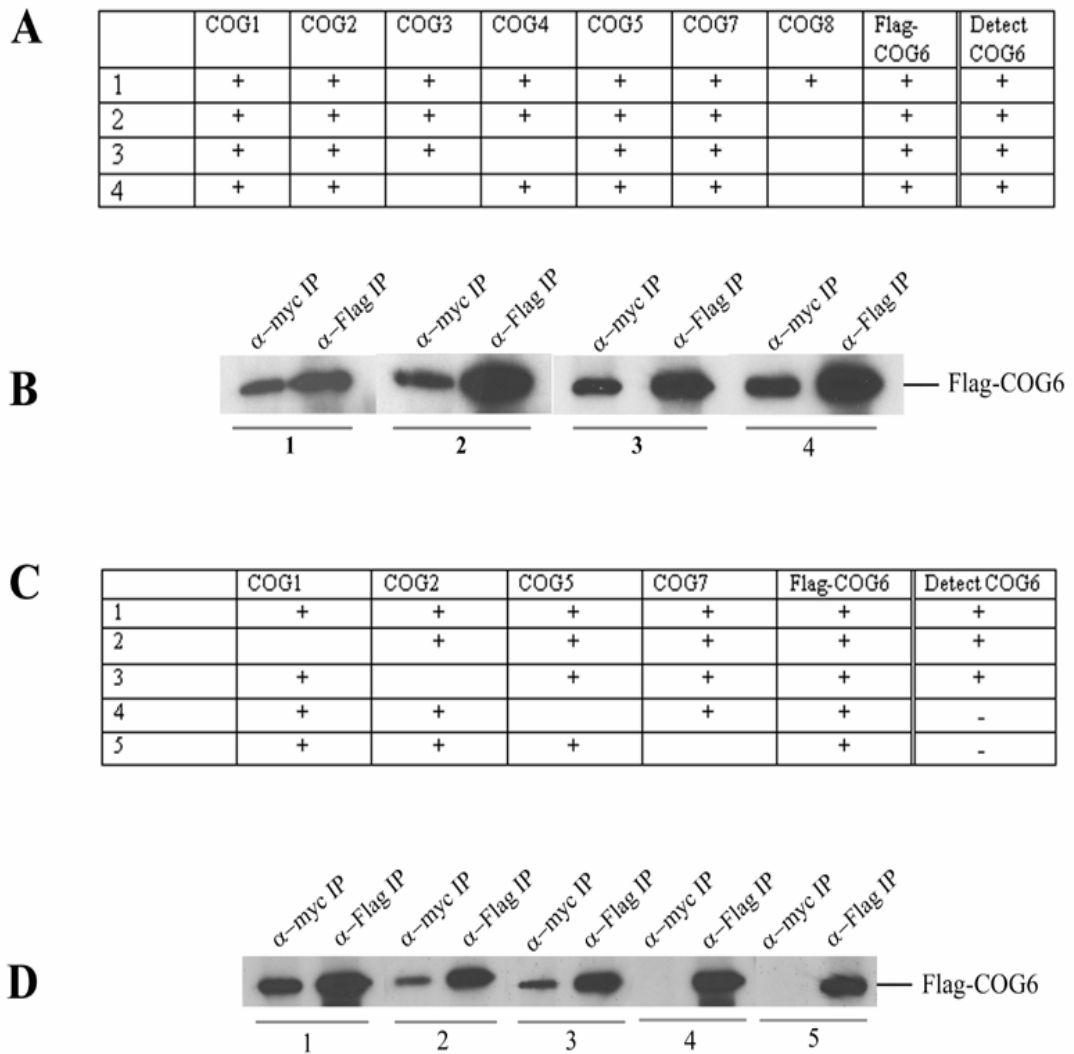 A
COG1 COG2 COG3 COG4 COG5 COG7 COG8 Flag-COG6 Detect COG6
1 + + + + + + + + +
2 + + + + + + + +
3 + + + + + + +
4 + + + + + + +
B
α–myc IP α–Flag IP α–myc IP α–Flag IP α–myc IP α–Flag IP α–myc IP α–Flag IP
Flag-COG6
1 2 3 4
C
COG1 COG2 COG5 COG7 Flag-COG6 Detect COG6
1 + + + + + +
2 + + + + +
3 + + + + +
4 + + + + -
5 + + + + -
D
α–myc IP α–Flag IP α–myc IP α–Flag IP α–myc IP α–Flag IP α–myc IP α–Flag IP α–myc IP α–Flag IP
Flag-COG6
1 2 3 4 5